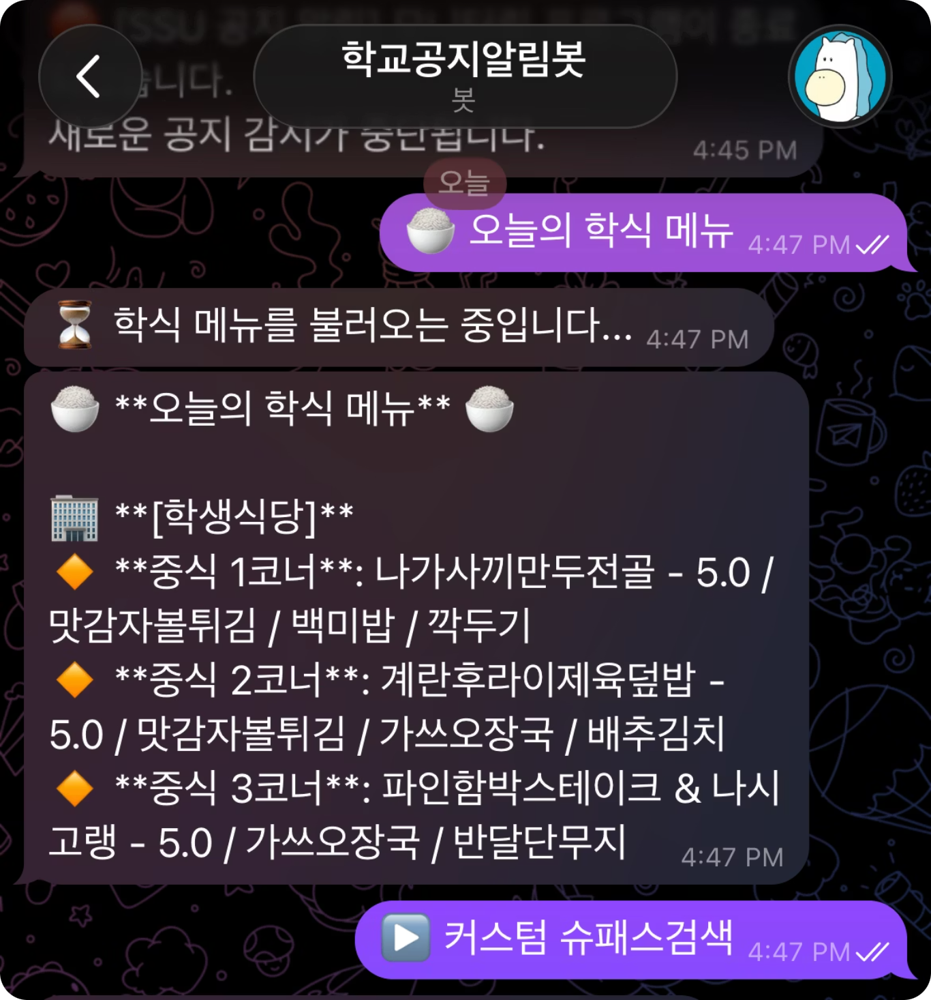 [SSU 공지
종료
습니다.
학교공지알림봇
봇
새로운 공지 감시가 중단됩니다.
4:45 PM
오늘
🍚 오늘의 학식 메뉴 4:47 PM
⏳ 학식 메뉴를 불러오는 중입니다... 4:47 PM
🍚 **오늘의 학식 메뉴** 🍚
🏢 **[학생식당]**
🔶 **중식 1코너**: 나가사끼만두전골 - 5.0 /
맛감자볼튀김 / 백미밥 / 깍두기
🔶 **중식 2코너**: 계란후라이제육덮밥 -
5.0 / 맛감자볼튀김 / 가쓰오장국 / 배추김치
🔶 **중식 3코너**: 파인함박스테이크 & 나시
고랭 - 5.0 / 가쓰오장국 / 반달단무지
4:47 PM
▶️ 커스텀 슈패스검색 4:47 PM